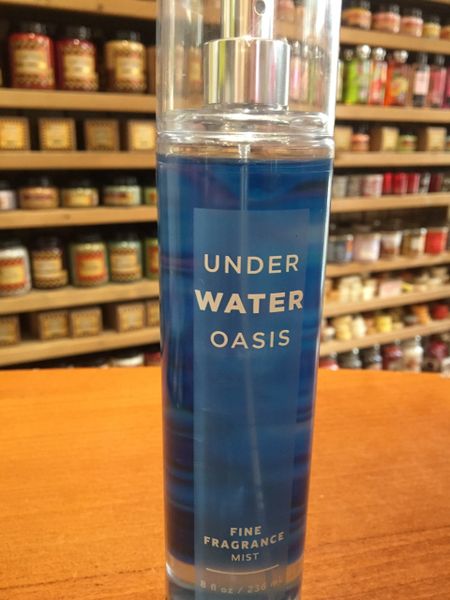 UNDER
WATER
OASIS
FINE
FRAGRANCE
MIST
8 fl oz / 236 mL